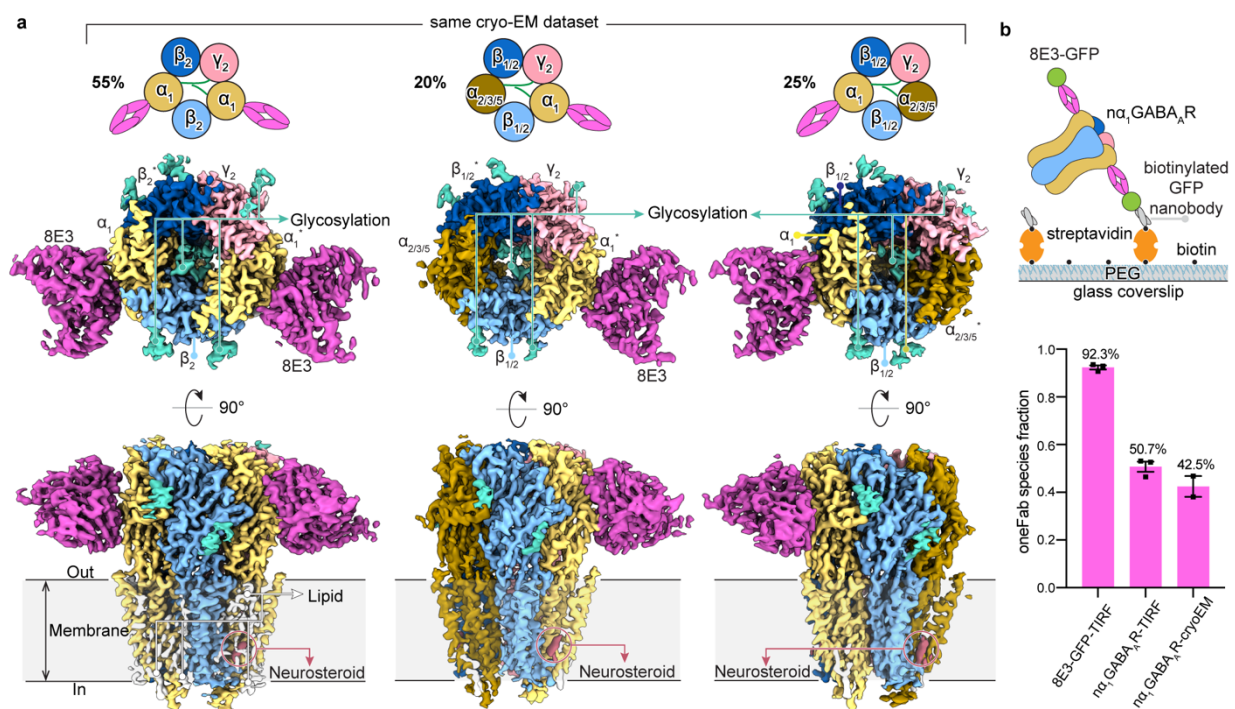 a
same cryo-EM dataset
55%
β2
γ2
α1
α1
β2
20%
β1/2
γ2
α2/3/5
α1
β1/2
25%
β1/2
γ2
α1
α2/3/5
β1/2
β2*
γ2
α1
α1*
8E3
Glycosylation
β2
8E3
β1/2*
γ2
α2/3/5
α1*
Glycosylation
β1/2
8E3
β1/2*
γ2
α1
α2/3/5*
β1/2
90°
90°
90°
Out
Membrane
In
Lipid
Neurosteroid
Neurosteroid
Neurosteroid
b
8E3-GFP
nα1GABAAR
biotinylated
GFP
nanobody
streptavidin
biotin
PEG
glass coverslip
oneFab species fraction
1.0
0.8
0.6
0.4
0.2
0.0
92.3%
50.7%
42.5%
8E3-GFP-TIRF
nα1GABAAR-TIRF
nα1GABAAR-cryoEM